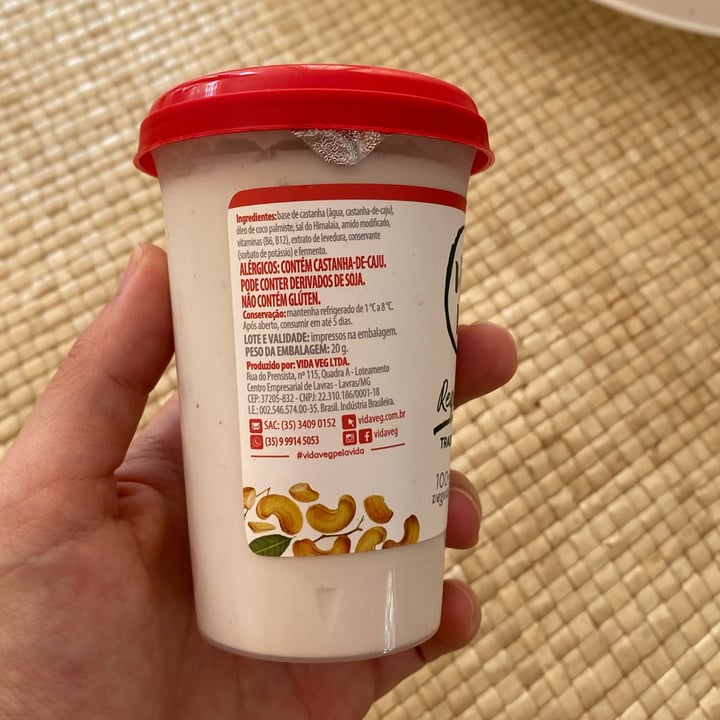 Ingredientes: base de castanha (água, castanha-de-caju),
óleo de coco palmiste, sal do Himalaia, amido modificado,
vitaminas (B6, B12), extrato de levedura, conservante
(sorbato de potássio) e fermento.
ALÉRGICOS: CONTÉM CASTANHA-DE-CAJU.
PODE CONTER DERIVADOS DE SOJA.
NÃO CONTÉM GLÚTEN.
Conservação: mantenha refrigerado de 1 °C a 8 °C.
Após aberto, consumir em até 5 dias.
LOTE E VALIDADE: impressos na embalagem.
PESO DA EMBALAGEM: 20 g.
Produzido por: VIDA VEG LTDA.
Rua do Prensista, nº 115, Quadra A - Loteamento
Centro Empresarial de Lavras - Lavras/MG
CEP: 37205-832 - CNPJ: 22.310.186/0001-18
I.E.: 002.546.574.00-35. Brasil. Indústria Brasileira.
SAC: (35) 3409 0152 vidaveg.com.br
(35) 9 9914 5053 vidaveg
#vidavegpelavida